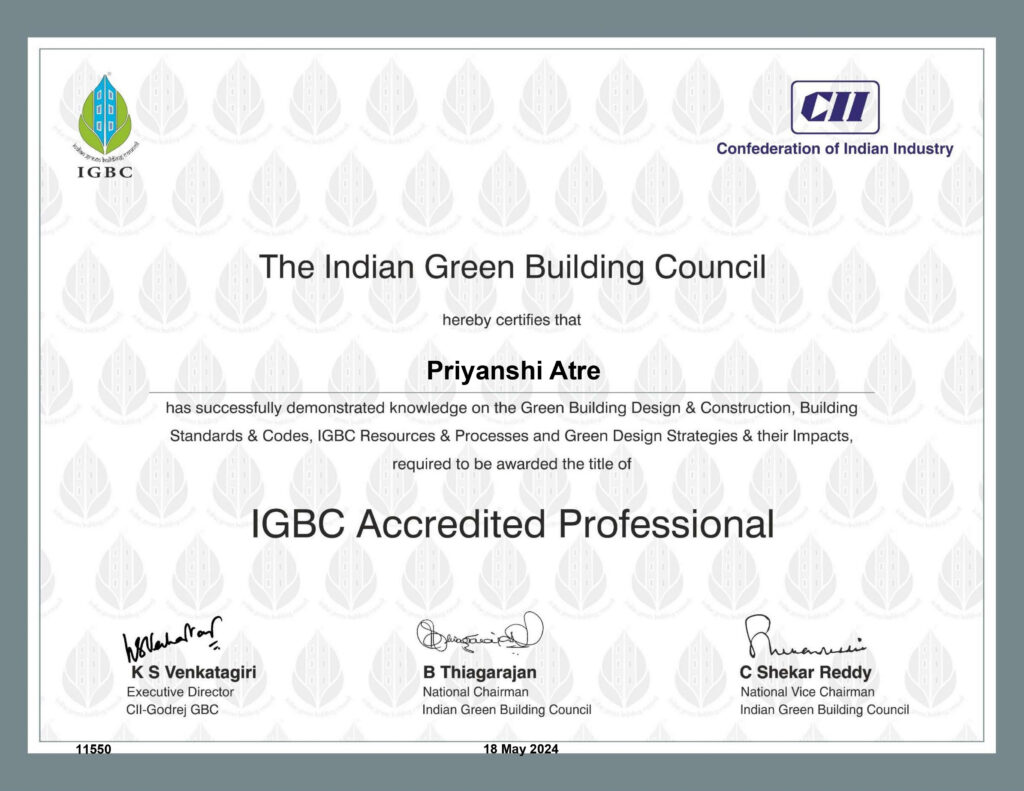 indian green building council
IGBC
CII
Confederation of Indian Industry
The Indian Green Building Council
hereby certifies that
Priyanshi Atre
has successfully demonstrated knowledge on the Green Building Design & Construction, Building
Standards & Codes, IGBC Resources & Processes and Green Design Strategies & their Impacts,
required to be awarded the title of
IGBC Accredited Professional
K S Venkatagiri
Executive Director
CII-Godrej GBC
B Thiagarajan
National Chairman
Indian Green Building Council
C Shekar Reddy
National Vice Chairman
Indian Green Building Council
11550
18 May 2024